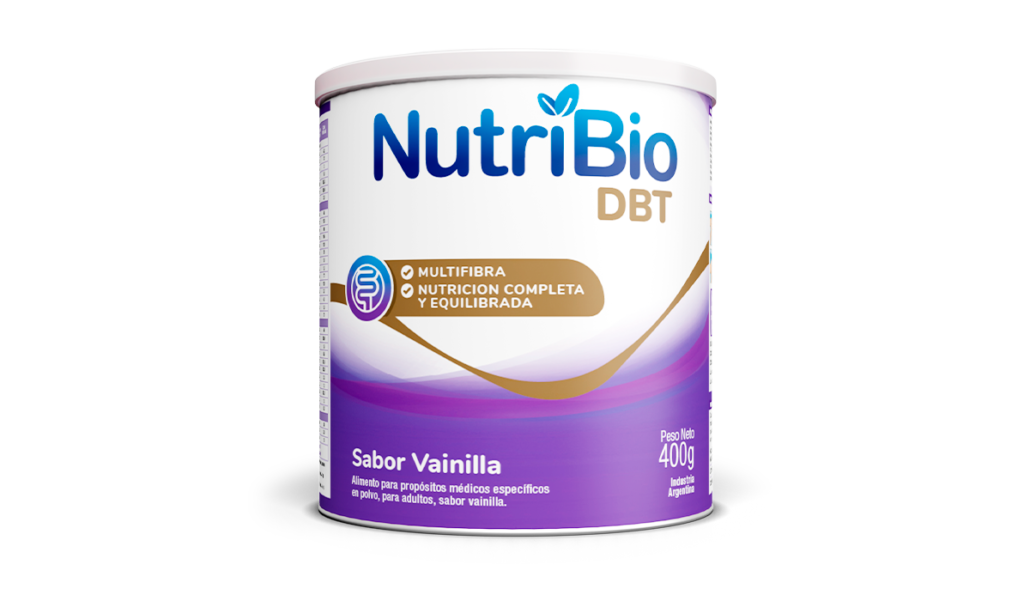 NutriBio
DBT
MULTIFIBRA
NUTRICION COMPLETA
Y EQUILIBRADA
Sabor Vainilla
Alimento para propósitos médicos específicos
en polvo, para adultos, sabor vainilla.
Peso Neto
400g
Industria
Argentina